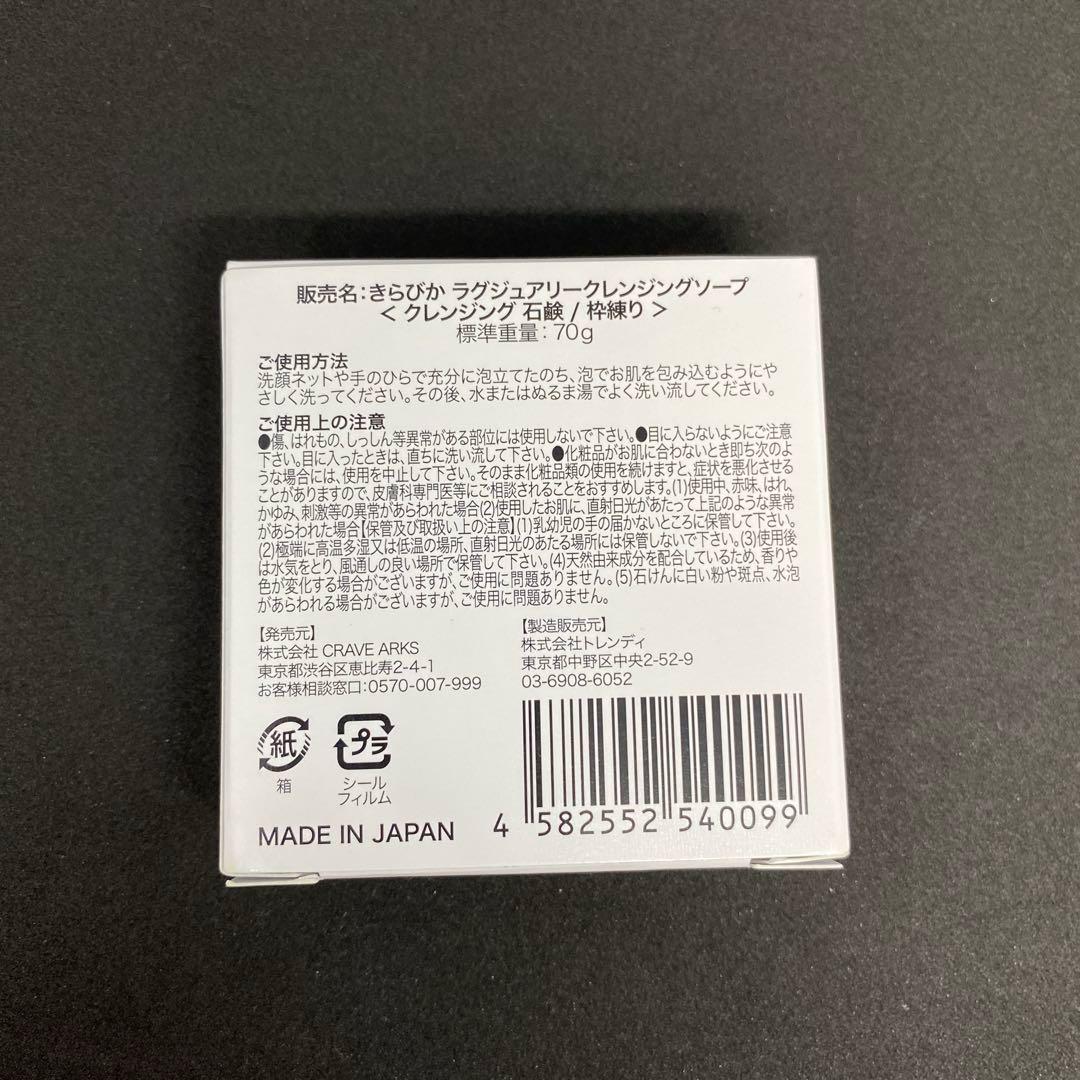 販売名：きらびか ラグジュアリークレンジングソープ
＜ クレンジング 石鹸 / 枠練り ＞
標準重量：70g
ご使用方法
洗顔ネットや手のひらで充分に泡立てたのち、泡でお肌を包み込むようにや
さしく洗ってください。その後、水またはぬるま湯でよく洗い流してください。
ご使用上の注意
●傷、はれもの、しっしん等異常がある部位には使用しないで下さい。●目に入らないようにご注意
下さい。目に入ったときは、直ちに洗い流して下さい。●化粧品がお肌に合わないとき即ち次のよ
うな場合には、使用を中止して下さい。そのまま化粧品類の使用を続けますと、症状を悪化させる
ことがありますので、皮膚科専門医等にご相談されることをおすすめします。(1)使用中、赤味、はれ、
かゆみ、刺激等の異常があらわれた場合(2)使用したお肌に、直射日光があたって上記のような異常
があらわれた場合【保管及び取扱い上の注意】(1)乳幼児の手の届かないところに保管して下さい。
(2)極端に高温多湿又は低温の場所、直射日光のあたる場所には保管しないで下さい。(3)使用後
は水気をとり、風通しの良い場所で保管して下さい。(4)天然由来成分を配合しているため、香りや
色が変化する場合がございますが、ご使用に問題ありません。(5)石けんに白い粉や斑点、水泡
があらわれる場合がございますが、ご使用に問題ありません。
【発売元】
株式会社 CRAVE ARKS
東京都渋谷区恵比寿2-4-1
お客様相談窓口：0570-007-999
【製造販売元】
株式会社トレンディ
東京都中野区中央2-52-9
03-6908-6052
紙
箱
プラ
シール
フィルム
MADE IN JAPAN
4 582552 540099